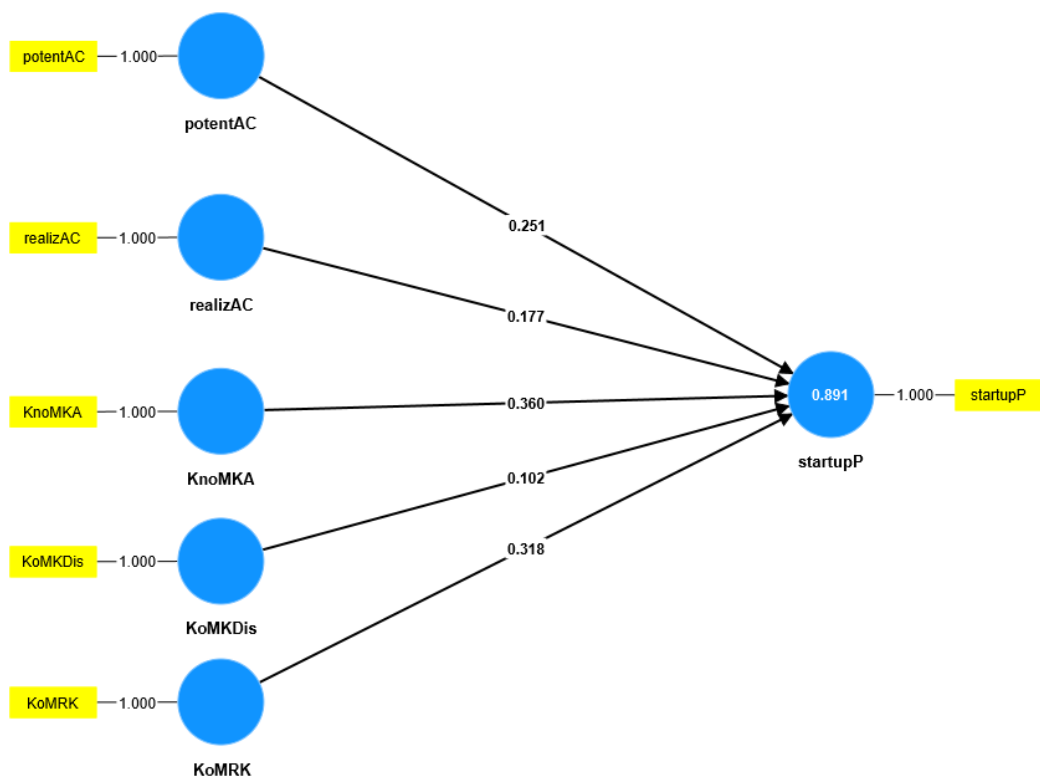 potentAC
1.000
potentAC
0.251
realizAC
1.000
realizAC
0.177
KnoMKA
1.000
KnoMKA
0.360
KoMKDis
1.000
KoMKDis
0.102
KoMRK
1.000
KoMRK
0.318
0.891
1.000
startupP
startupP